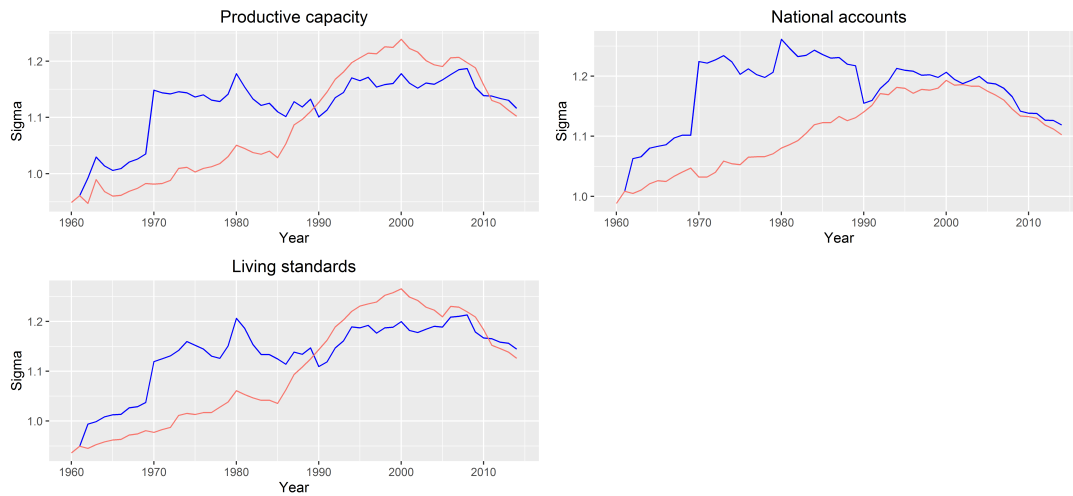 Productive capacity
1.2
1.1
1.0
Sigma
1960 1970 1980 1990 2000 2010
Year
National accounts
1.2
1.1
1.0
Sigma
1960 1970 1980 1990 2000 2010
Year
Living standards
1.2
1.1
1.0
Sigma
1960 1970 1980 1990 2000 2010
Year